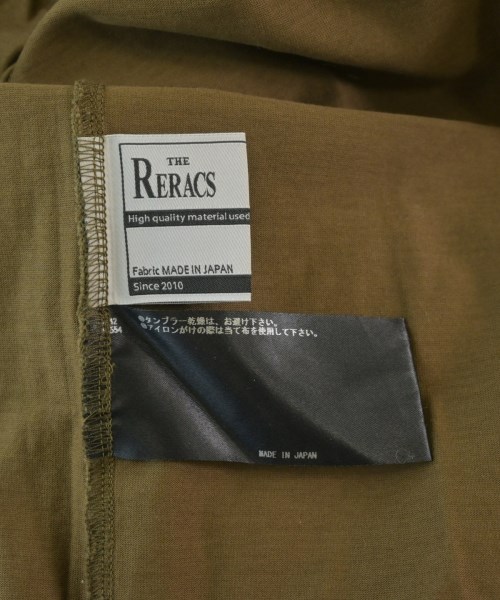 THE
RERACS
High quality material used
Fabric MADE IN JAPAN
Since 2010
タンブラー乾燥は、お避け下さい。
アイロンがけの際は当て布を使用して下さい。
MADE IN JAPAN